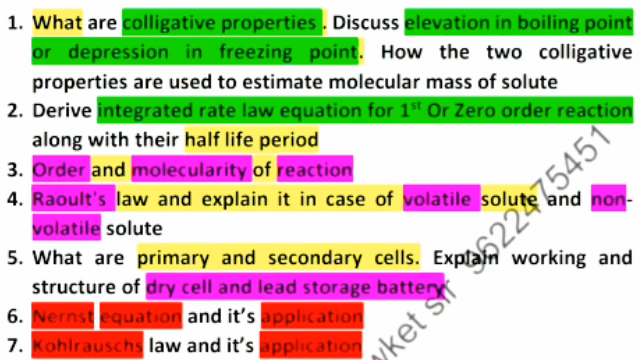 1. What are colligative properties . Discuss elevation in boiling point
or depression in freezing point. How the two colligative
properties are used to estimate molecular mass of solute
2. Derive integrated rate law equation for 1st Or Zero order reaction
along with their half life period
3. Order and molecularity of reaction
4. Raoult's law and explain it in case of volatile solute and non-
volatile solute
5. What are primary and secondary cells. Explain working and
structure of dry cell and lead storage battery
6. Nernst equation and it's application
7. Kohlrauschs law and it's application
wket sir 9622475451